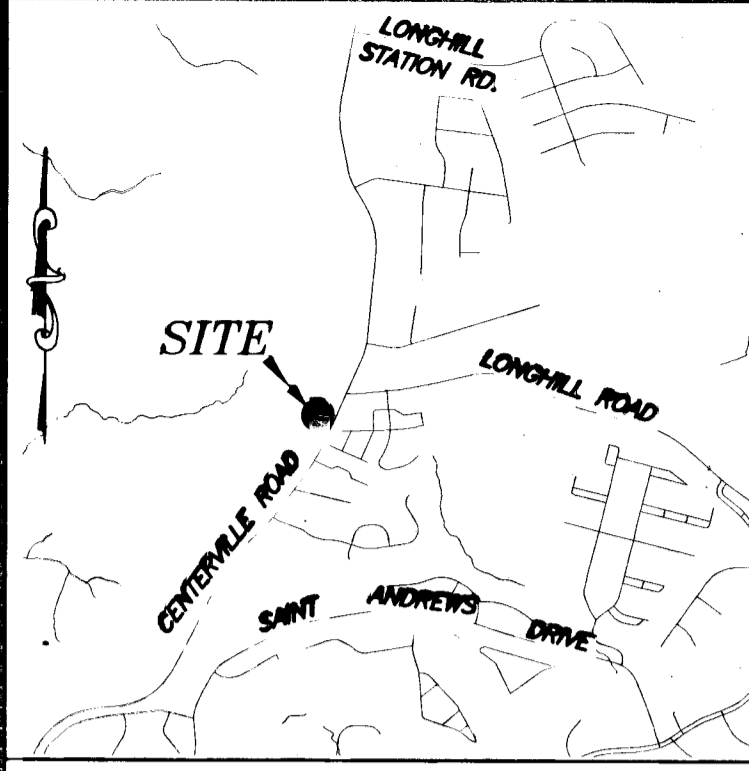 LONGHILL
STATION RD.
SITE
LONGHILL ROAD
CENTERVILLE ROAD
SAINT ANDREWS DRIVE